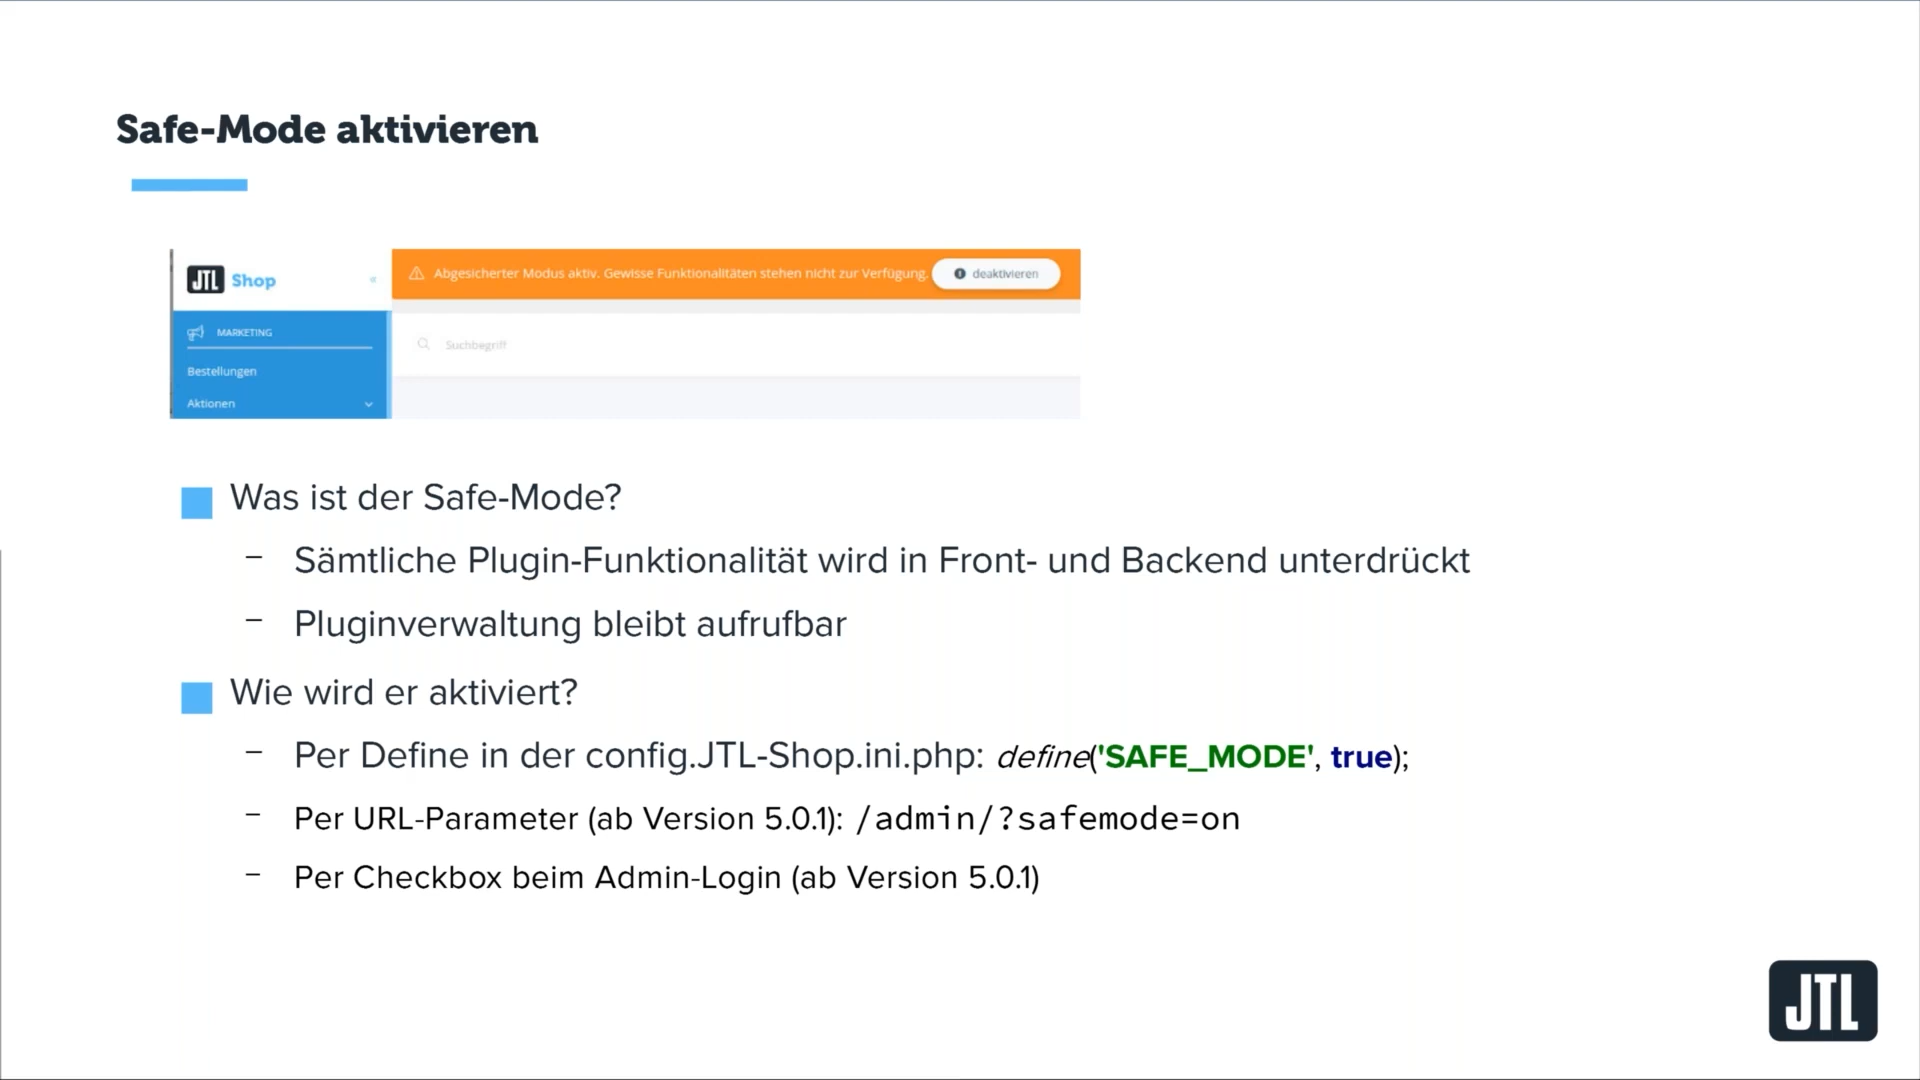 Safe-Mode aktivieren
JTL Shop
Abgesicherter Modus aktiv. Gewisse Funktionalitäten stehen nicht zur Verfügung.
deaktivieren
MARKETING
Suchbegriff
Bestellungen
Aktionen
Was ist der Safe-Mode?
– Sämtliche Plugin-Funktionalität wird in Front- und Backend unterdrückt
– Pluginverwaltung bleibt aufrufbar
Wie wird er aktiviert?
– Per Define in der config.JTL-Shop.ini.php: define('SAFE_MODE', true);
– Per URL-Parameter (ab Version 5.0.1): /admin/?safemode=on
– Per Checkbox beim Admin-Login (ab Version 5.0.1)
JTL